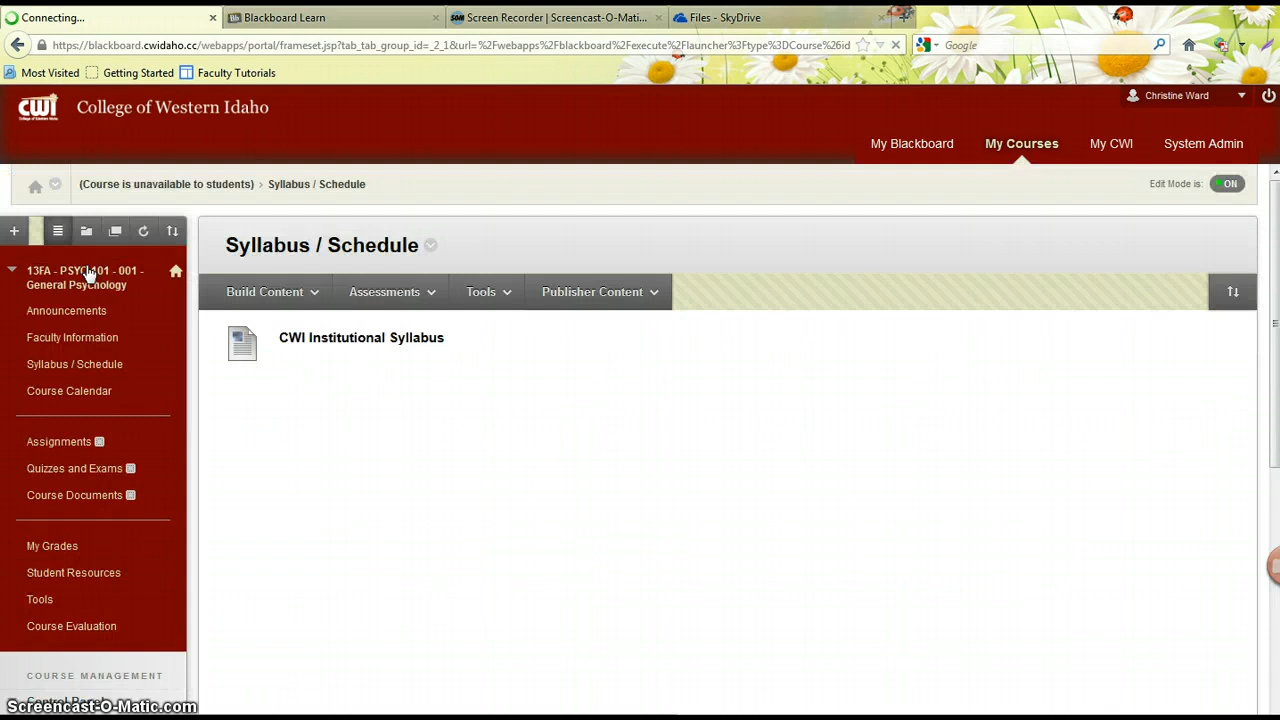 Connecting...
Blackboard Learn
Screen Recorder | Screencast-O-Mati...
Files - SkyDrive
https://blackboard.cwidaho.cc/webapps/portal/frameset.jsp?tab_tab_group_id=_2_1&url=%2Fwebapps%2Fblackboard%2Fexecute%2Flauncher%3Ftype%3DCourse%26id
Google
Most Visited
Getting Started
Faculty Tutorials
CWI
College of Western Idaho
Christine Ward
My Blackboard
My Courses
My CWI
System Admin
(Course is unavailable to students) › Syllabus / Schedule
Edit Mode is:
ON
13FA - PSYC 101 - 001 -
General Psychology
Announcements
Faculty Information
Syllabus / Schedule
Course Calendar
Assignments
Quizzes and Exams
Course Documents
My Grades
Student Resources
Tools
Course Evaluation
COURSE MANAGEMENT
Control Panel
Syllabus / Schedule
Build Content
Assessments
Tools
Publisher Content
CWI Institutional Syllabus
Screencast-O-Matic.com